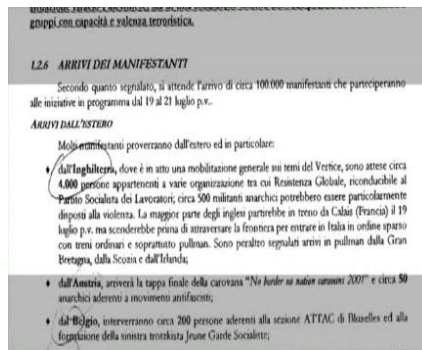 gruppi con capacità e valenza terroristica.
1.2.6 ARRIVI DEI MANIFESTANTI
Secondo quanto segnalato, si attende l'arrivo di circa 100.000 manifestanti che parteciperanno
alle iniziative in programma dal 19 al 21 luglio p.v..
ARRIVI DALL'ESTERO
Molti manifestanti proverranno dall'estero ed in particolare:
♦ dall'Inghilterra, dove è in atto una mobilitazione generale sui temi del Vertice, sono attese circa
4.000 persone appartenenti a varie organizzazione tra cui Resistenza Globale, riconducibile al
Partito Socialista dei Lavoratori; circa 500 militanti anarchici potrebbero essere particolarmente
disposti alla violenza. La maggior parte degli inglesi partirebbe in treno da Calais (Francia) il 19
luglio p.v. ma scenderebbe prima di attraversare la frontiera per entrare in Italia in ordine sparso
con treni ordinari e soprattutto pullman. Sono peraltro segnalati arrivi in pullman dalla Gran
Bretagna, dalla Scozia e dall'Irlanda;
♦ dall'Austria, arriverà la tappa finale della carovana "No border no nation caravans 2001" e circa 50
anarchici aderenti a movimenti antifascisti;
♦ dal Belgio, interverranno circa 200 persone aderenti alla sezione ATTAC di Bluxelles ed alla
formazione della sinistra trotzkista Jeune Garde Socialiste;